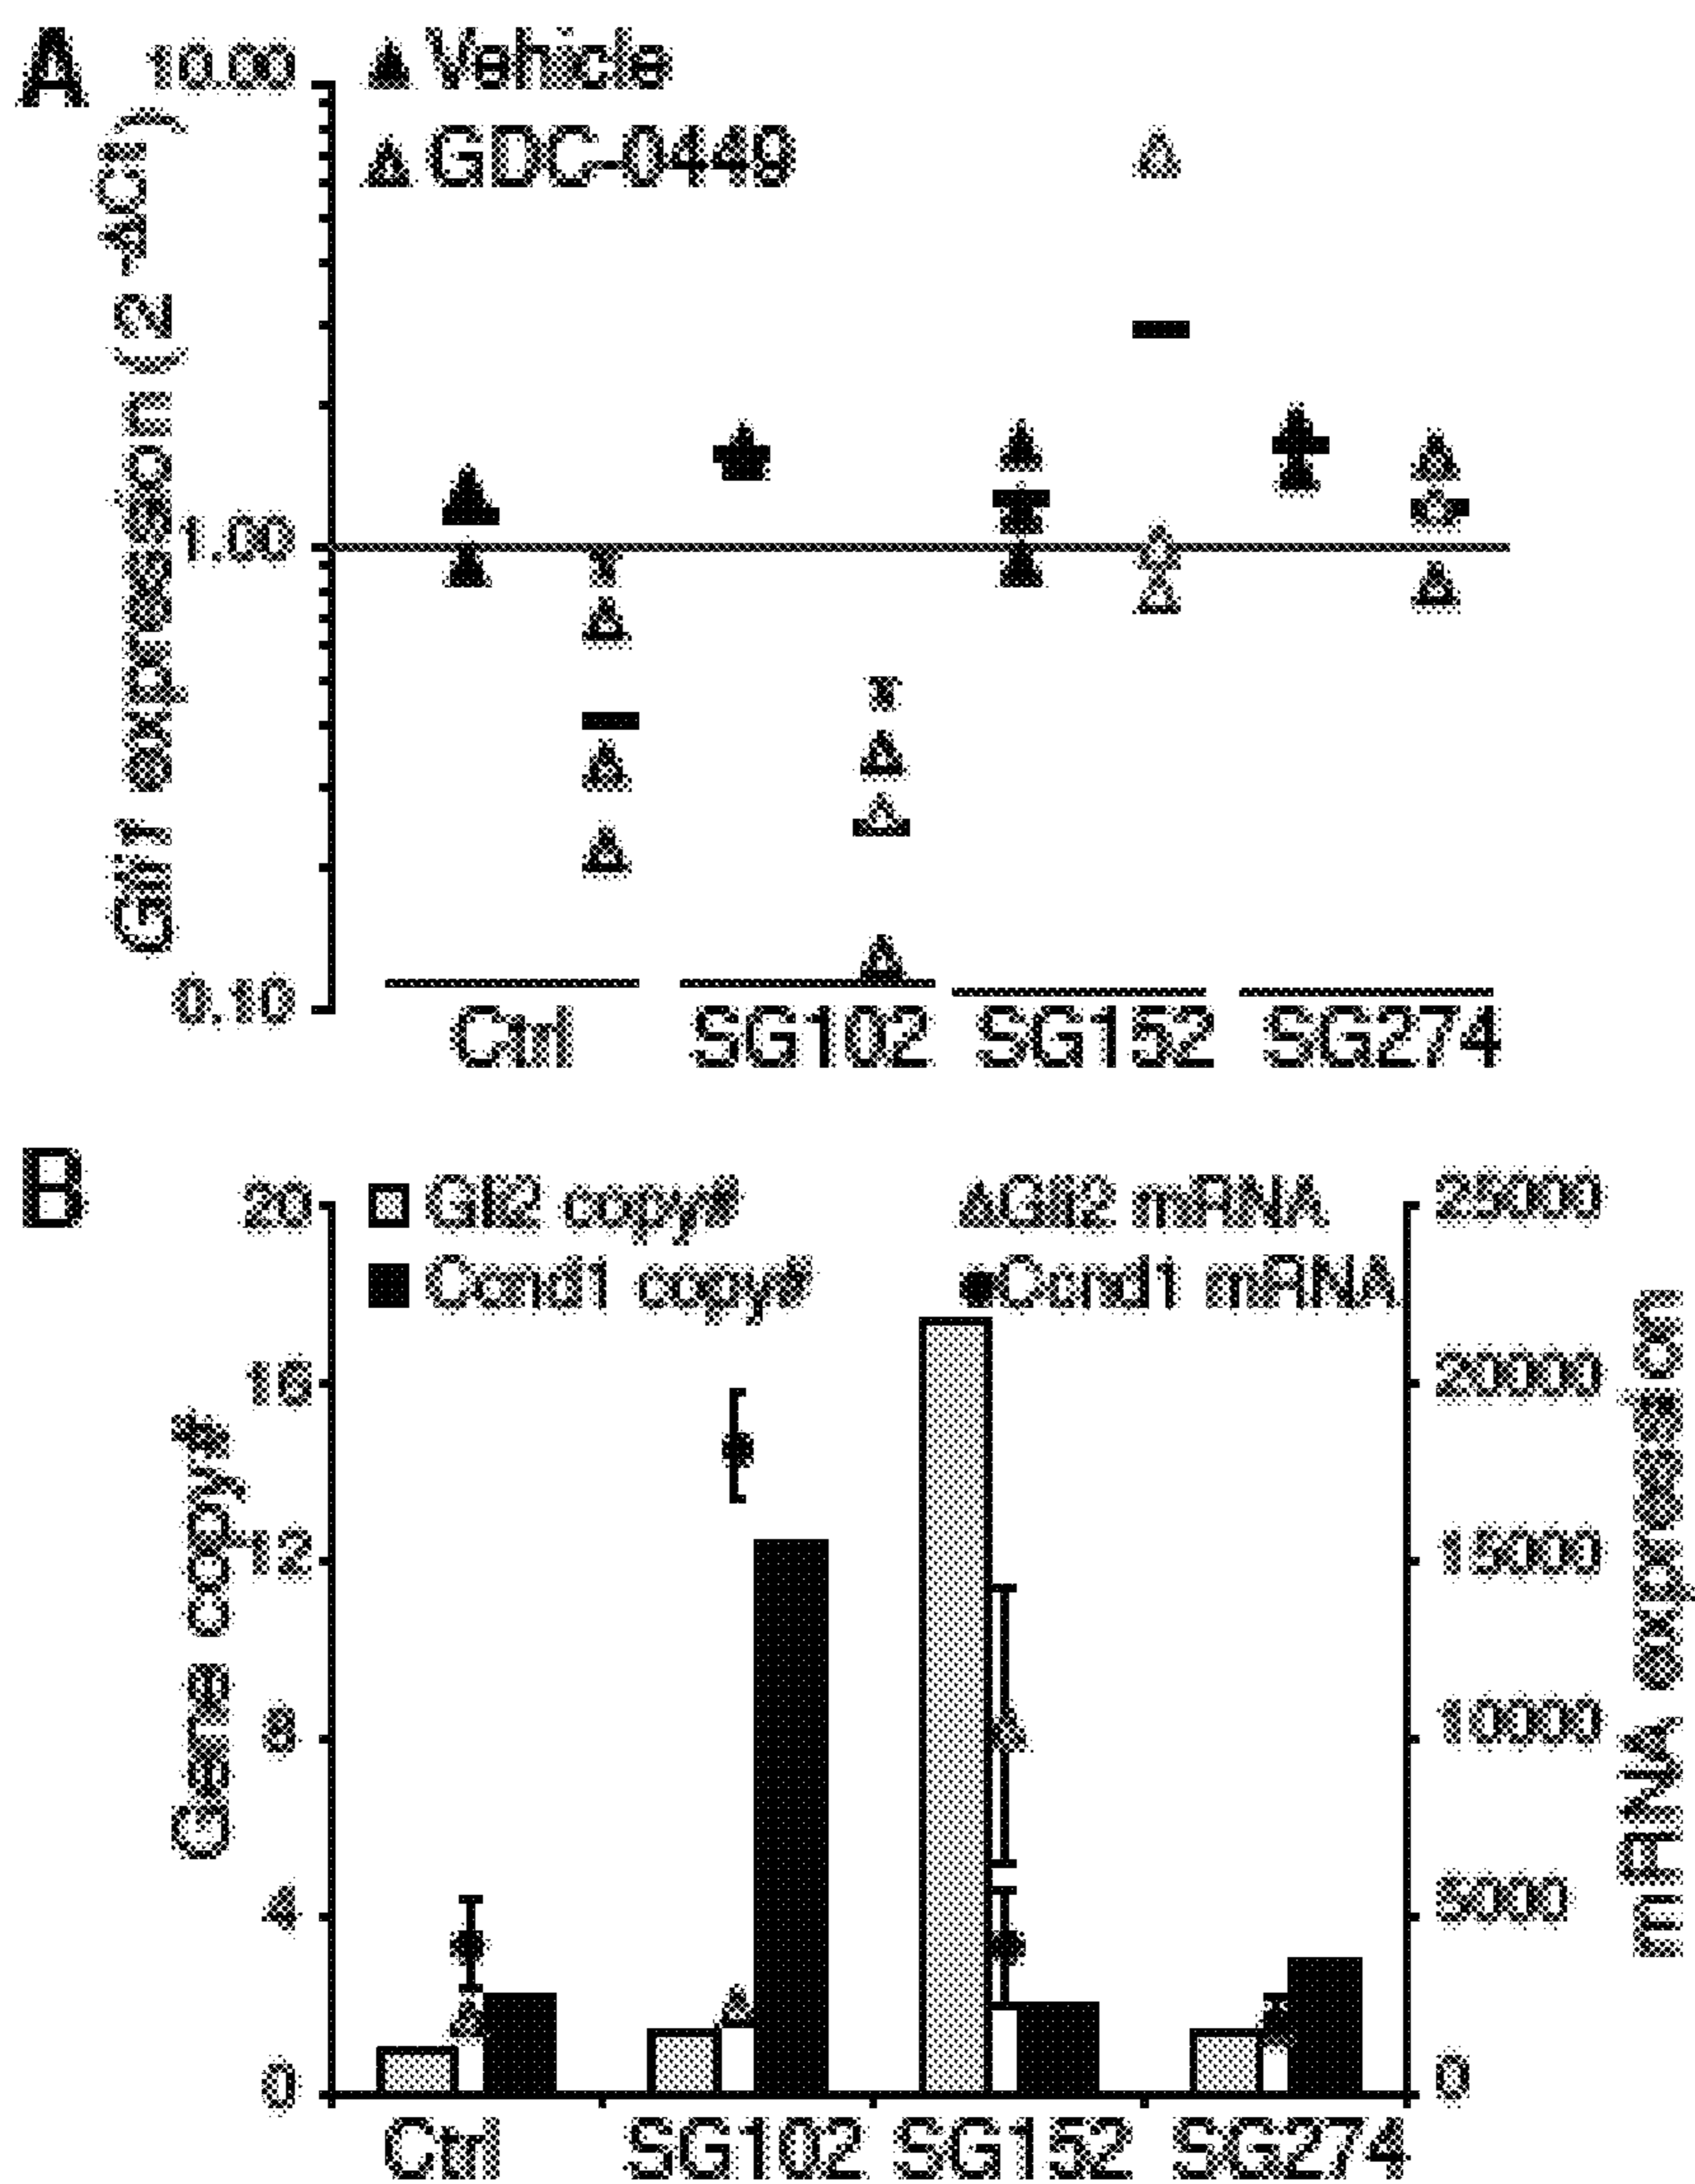 A
10.00
Vehicle
GDC-0449
Gli1 expression (2-ΔCt)
1.00
0.10
Ctrl SG102 SG152 SG274
B
20 Gli2 copy# Gli2 mRNA 25000
Ccnd1 copy# Ccnd1 mRNA
16 20000
Gene copy#
12 15000
mRNA expression
8 10000
4 5000
0 0
Ctrl SG102 SG152 SG274